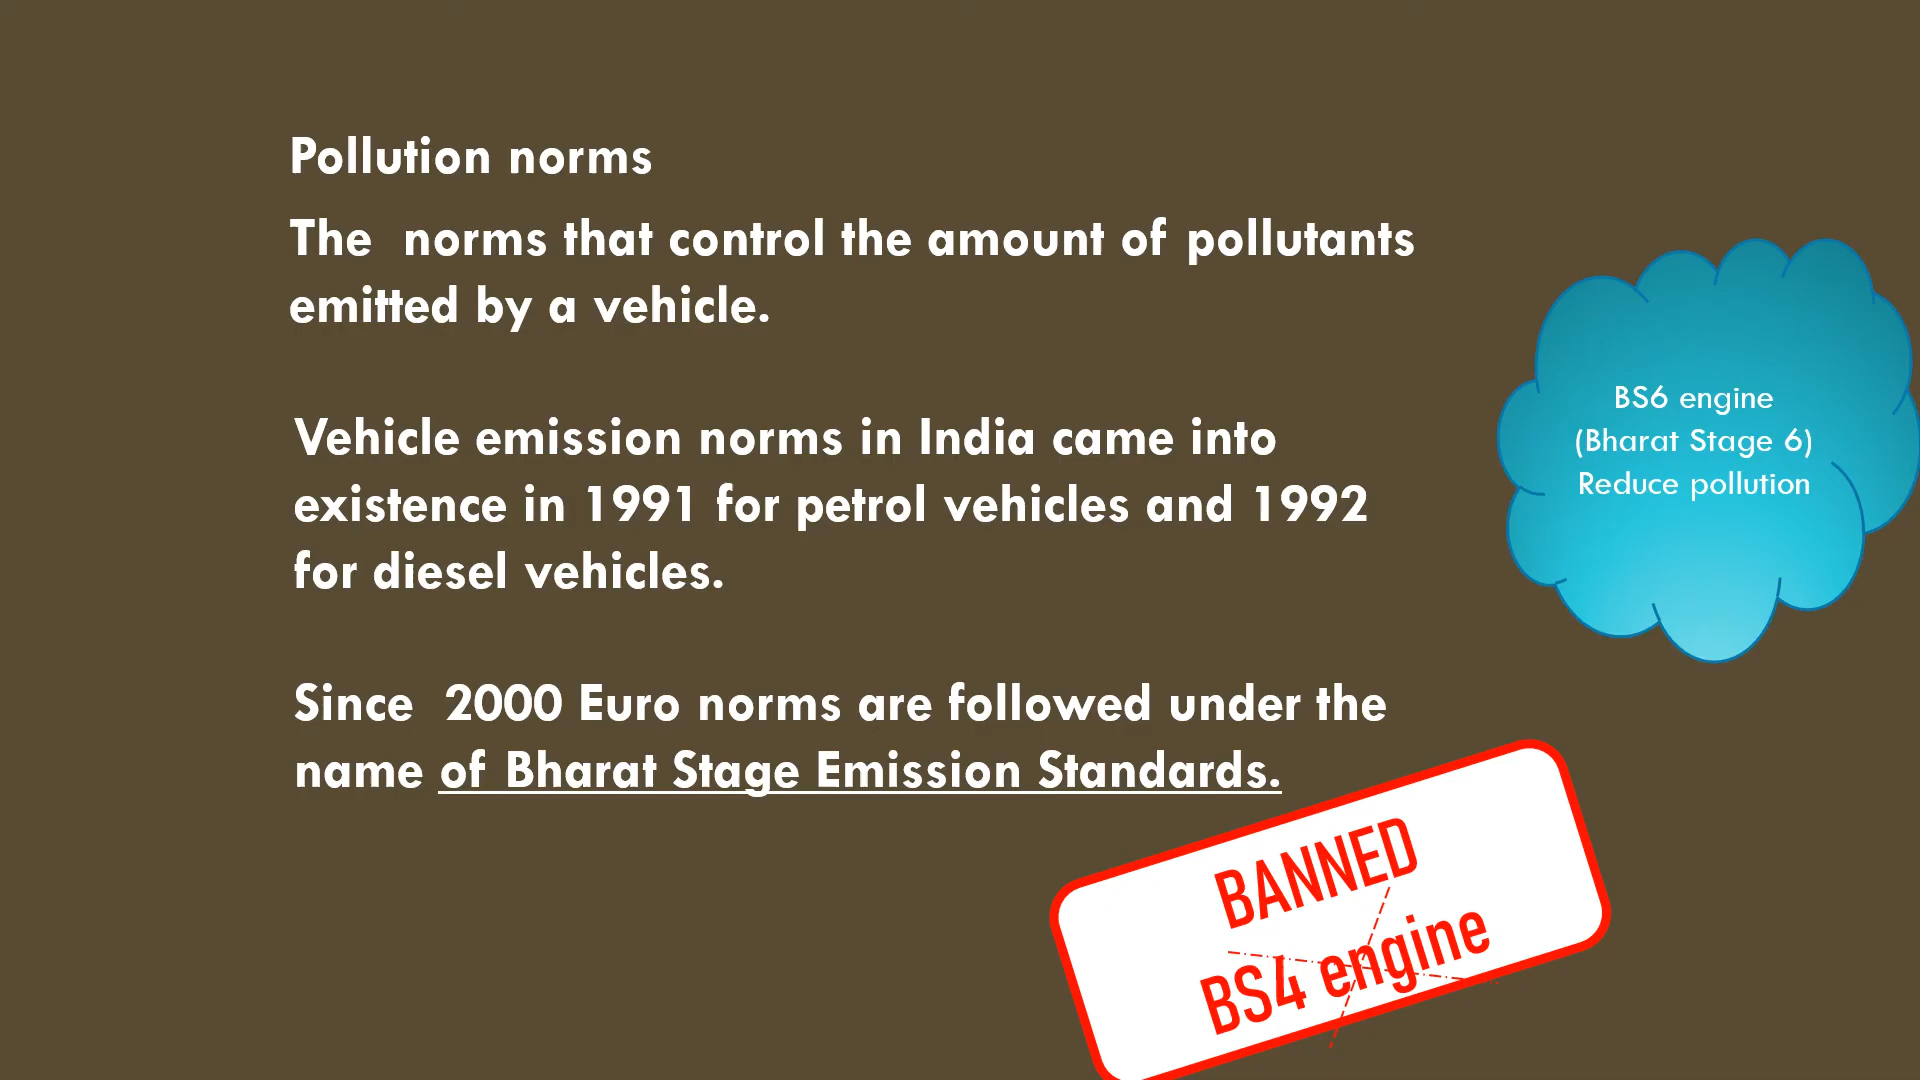 Pollution norms
The  norms that control the amount of pollutants
emitted by a vehicle.
Vehicle emission norms in India came into
existence in 1991 for petrol vehicles and 1992
for diesel vehicles.
Since  2000 Euro norms are followed under the
name of Bharat Stage Emission Standards.
BS6 engine
(Bharat Stage 6)
Reduce pollution
BANNED
BS4 engine